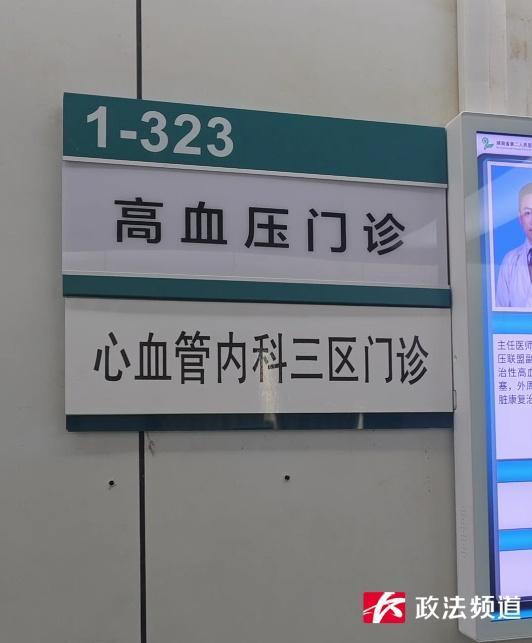 1-323
高血压门诊
心血管内科三区门诊
主任医师
压联盟副
治性高血
塞，外周
脏康复治
政法频道